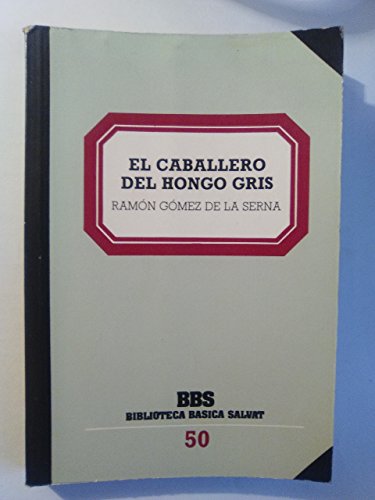 EL CABALLERO
DEL HONGO GRIS
RAMÓN GÓMEZ DE LA SERNA
BBS
BIBLIOTECA BASICA SALVAT
50